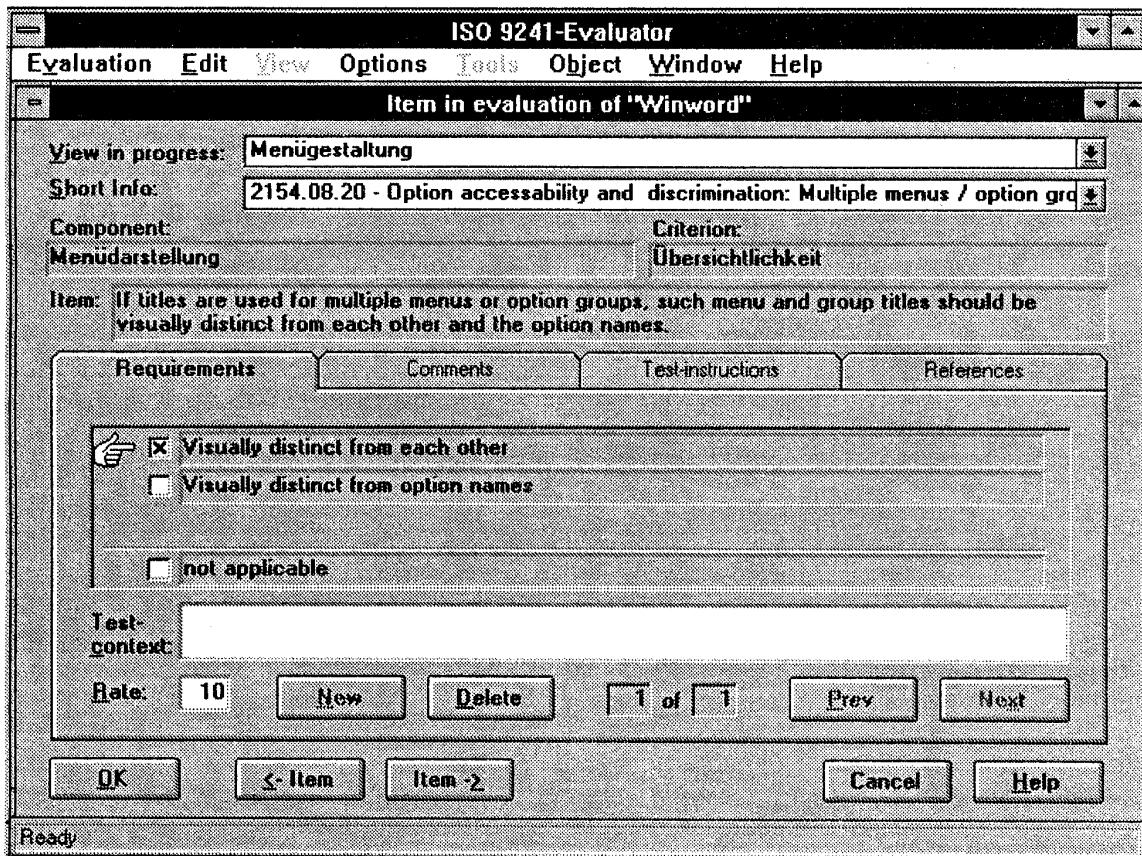 ISO 9241-Evaluator
Evaluation Edit View Options Tools Object Window Help
Item in evaluation of "Winword"
View in progress: Menügestaltung
Short Info: 2154.08.20 - Option accessability and discrimination: Multiple menus / option gro
Component: Criterion:
Menüdarstellung Übersichtlichkeit
Item: If titles are used for multiple menus or option groups, such menu and group titles should be
visually distinct from each other and the option names.
Requirements Comments Test-instructions References
Visually distinct from each other
Visually distinct from option names
not applicable
Test-
context:
Rate: 10 New Delete 1 of 1 Prev Next
OK <- Item Item -> Cancel Help
Ready